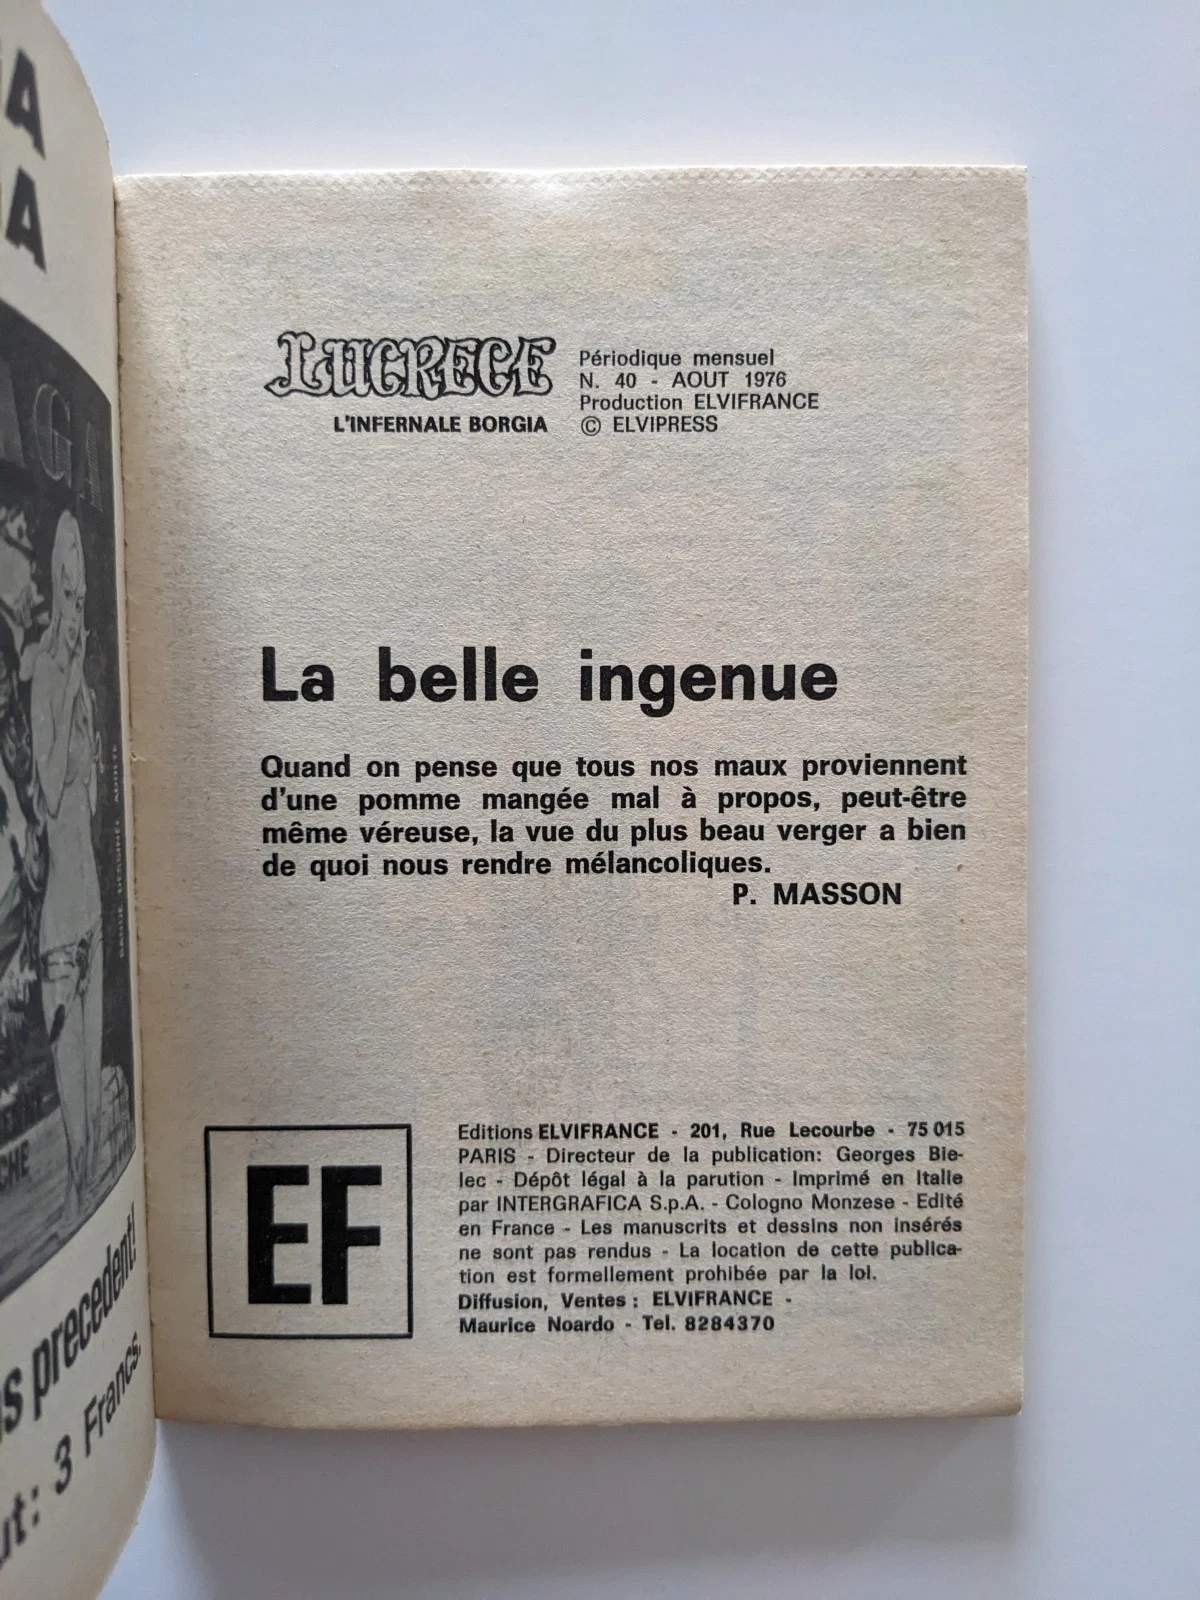 LUCRECE
L'INFERNALE BORGIA
Périodique mensuel
N. 40 - AOUT 1976
Production ELVIFRANCE
© ELVIPRESS
La belle ingenue
Quand on pense que tous nos maux proviennent
d'une pomme mangée mal à propos, peut-être
même véreuse, la vue du plus beau verger a bien
de quoi nous rendre mélancoliques.
P. MASSON
EF
Editions ELVIFRANCE - 201, Rue Lecourbe - 75 015
PARIS - Directeur de la publication: Georges Bie-
lec - Dépôt légal à la parution - Imprimé en Italie
par INTERGRAFICA S.p.A. - Cologno Monzese - Edité
en France - Les manuscrits et dessins non insérés
ne sont pas rendus - La location de cette publica-
tion est formellement prohibée par la loi.
Diffusion, Ventes : ELVIFRANCE -
Maurice Noardo - Tel. 8284370
BANDE DESSINEE ADULTE
precedent!
: 3 Francs.